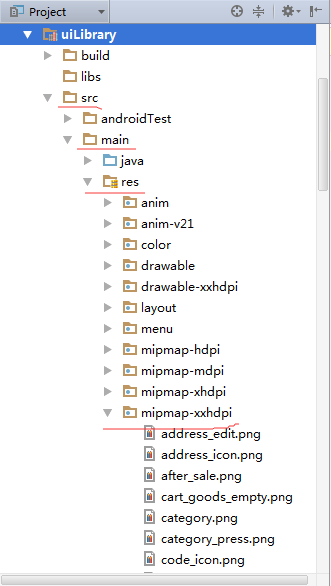 Project
uiLibrary
build
libs
src
androidTest
main
java
res
anim
anim-v21
color
drawable
drawable-xxhdpi
layout
menu
mipmap-hdpi
mipmap-mdpi
mipmap-xhdpi
mipmap-xxhdpi
address_edit.png
address_icon.png
after_sale.png
cart_goods_empty.png
category.png
category_press.png
code_icon.png